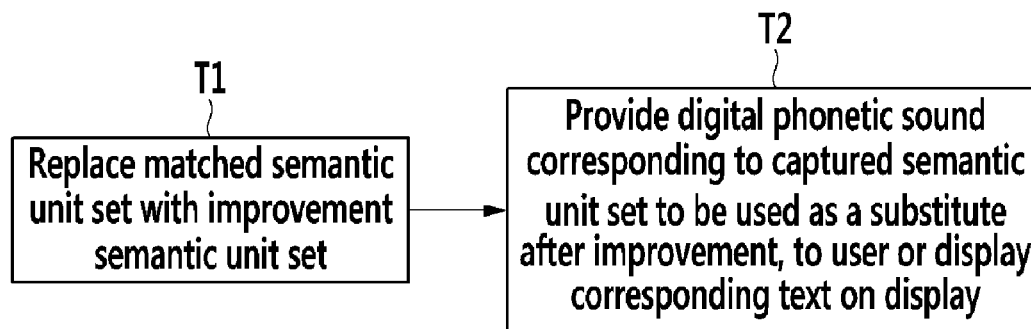 T1
Replace matched semantic
unit set with improvement
semantic unit set
T2
Provide digital phonetic sound
corresponding to captured semantic
unit set to be used as a substitute
after improvement, to user or display
corresponding text on display